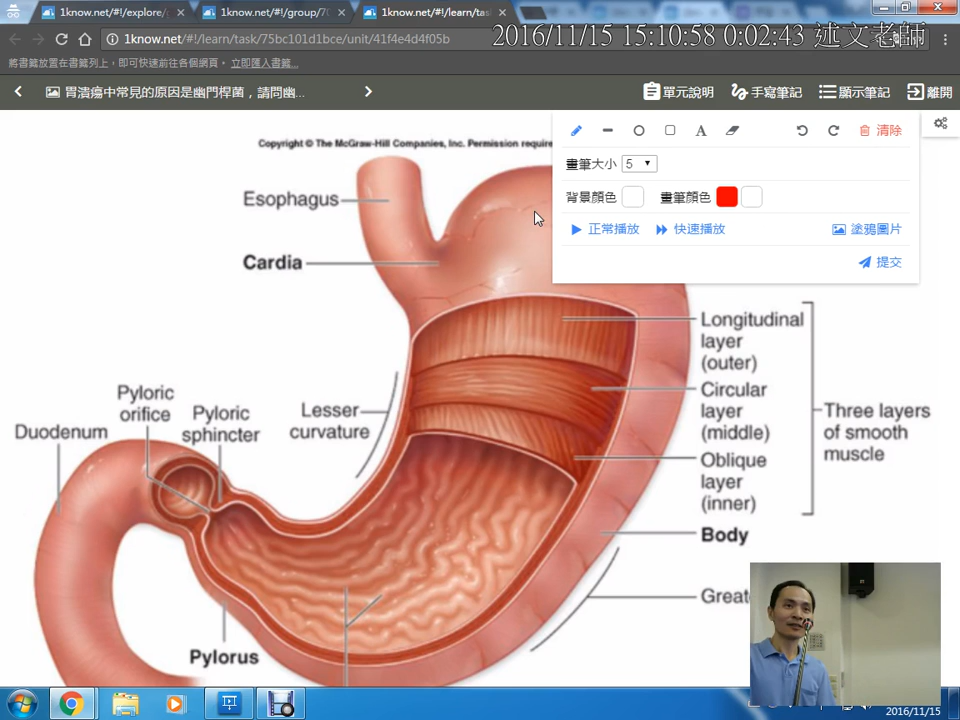 1know.net/#!/explore/
1know.net/#!/group/70
1know.net/#!/learn/tas
1know.net/#!/learn/task/75bc101d1bce/unit/41f4e4d4f05b
2016/11/15 15:10:58 0:02:43 述文老師
將書籤放置在書籤列上，即可快速前往各個網頁。 立即匯入書籤...
胃潰瘍中常見的原因是幽門桿菌，請問幽...
單元說明
手寫筆記
顯示筆記
離開
清除
畫筆大小 5
背景顏色 畫筆顏色
正常播放 快速播放 塗鴉圖片
提交
Copyright © The McGraw-Hill Companies, Inc. Permission require
Esophagus
Cardia
Longitudinal
layer
(outer)
Circular
layer
(middle)
Oblique
layer
(inner)
Three layers
of smooth
muscle
Pyloric
orifice
Pyloric
sphincter
Duodenum
Lesser
curvature
Body
Great
Pylorus
2016/11/15